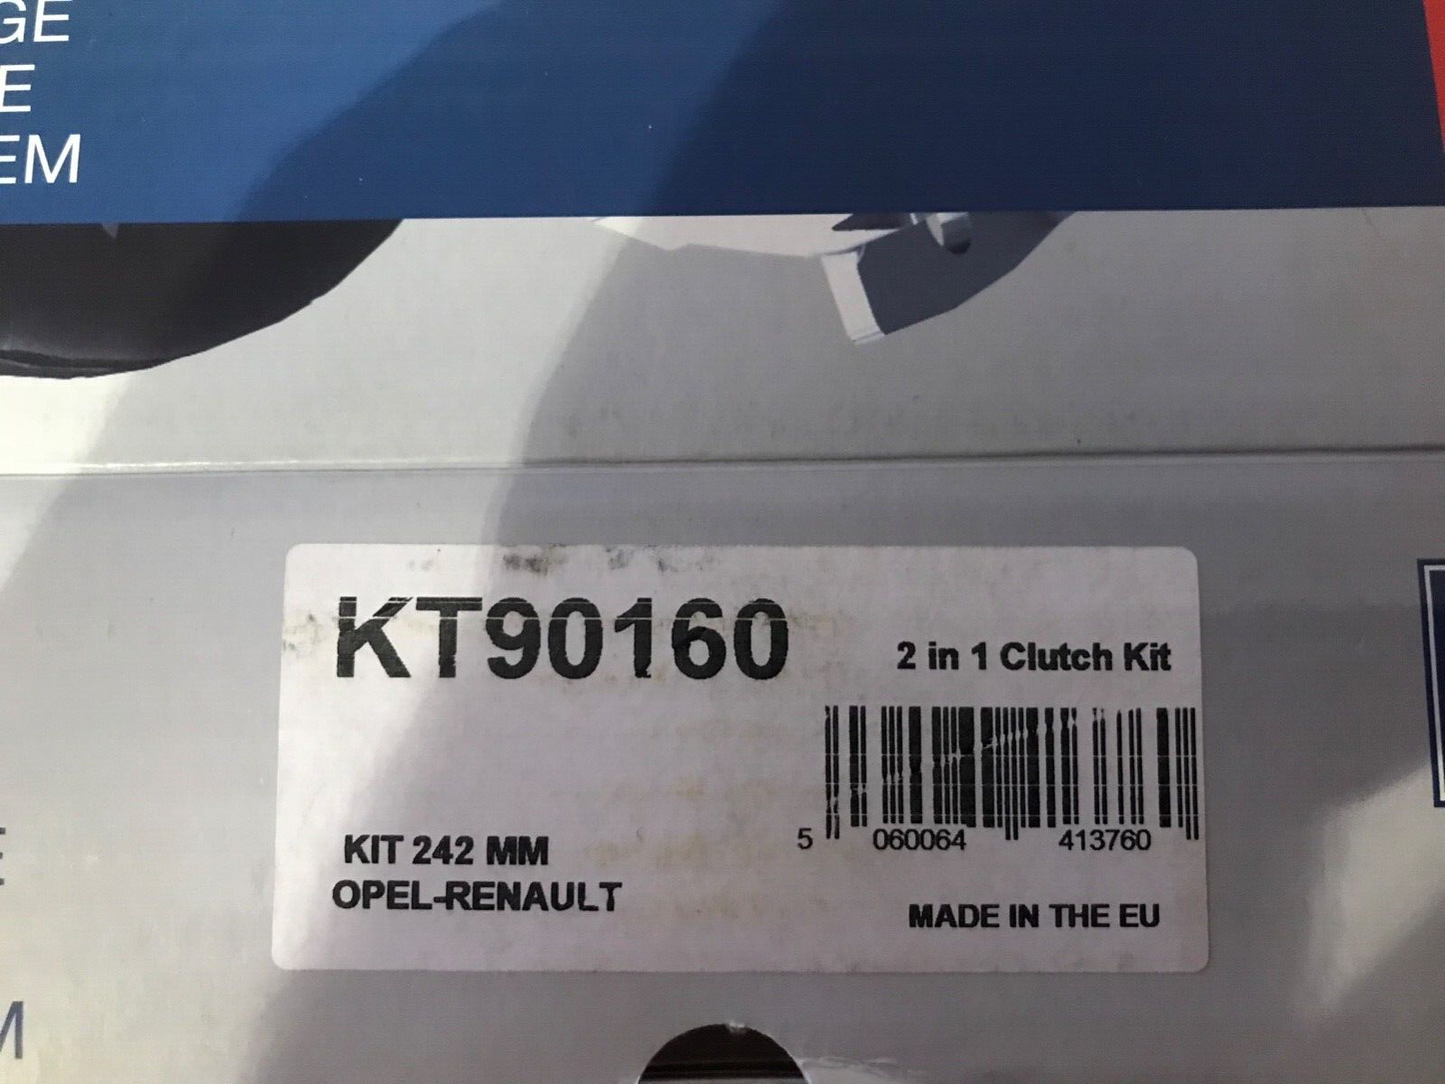 GE
E
EM
KT90160
2 in 1 Clutch Kit
5 060064 413760
KIT 242 MM
OPEL-RENAULT
MADE IN THE EU
E
M